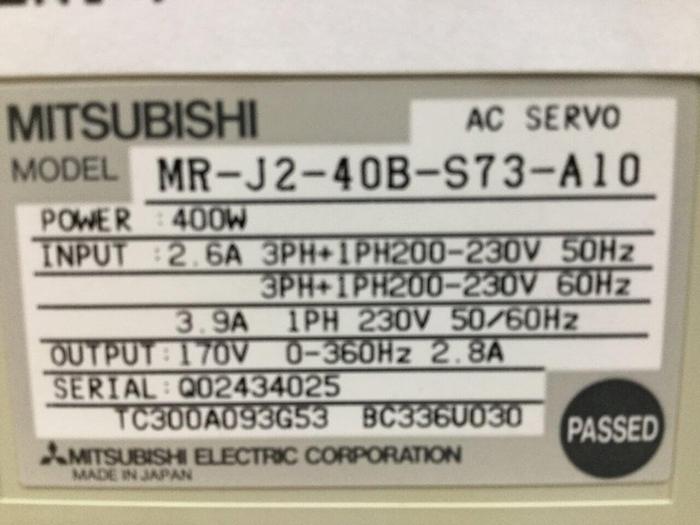 MITSUBISHI AC SERVO
MODEL MR-J2-40B-S73-A10
POWER : 400W
INPUT : 2.6A 3PH+1PH200-230V 50Hz
3PH+1PH200-230V 60Hz
3.9A 1PH 230V 50/60Hz
OUTPUT: 170V 0-360Hz 2.8A
SERIAL: Q02434025
TC300A093G53 BC336U030
PASSED
MITSUBISHI ELECTRIC CORPORATION
MADE IN JAPAN